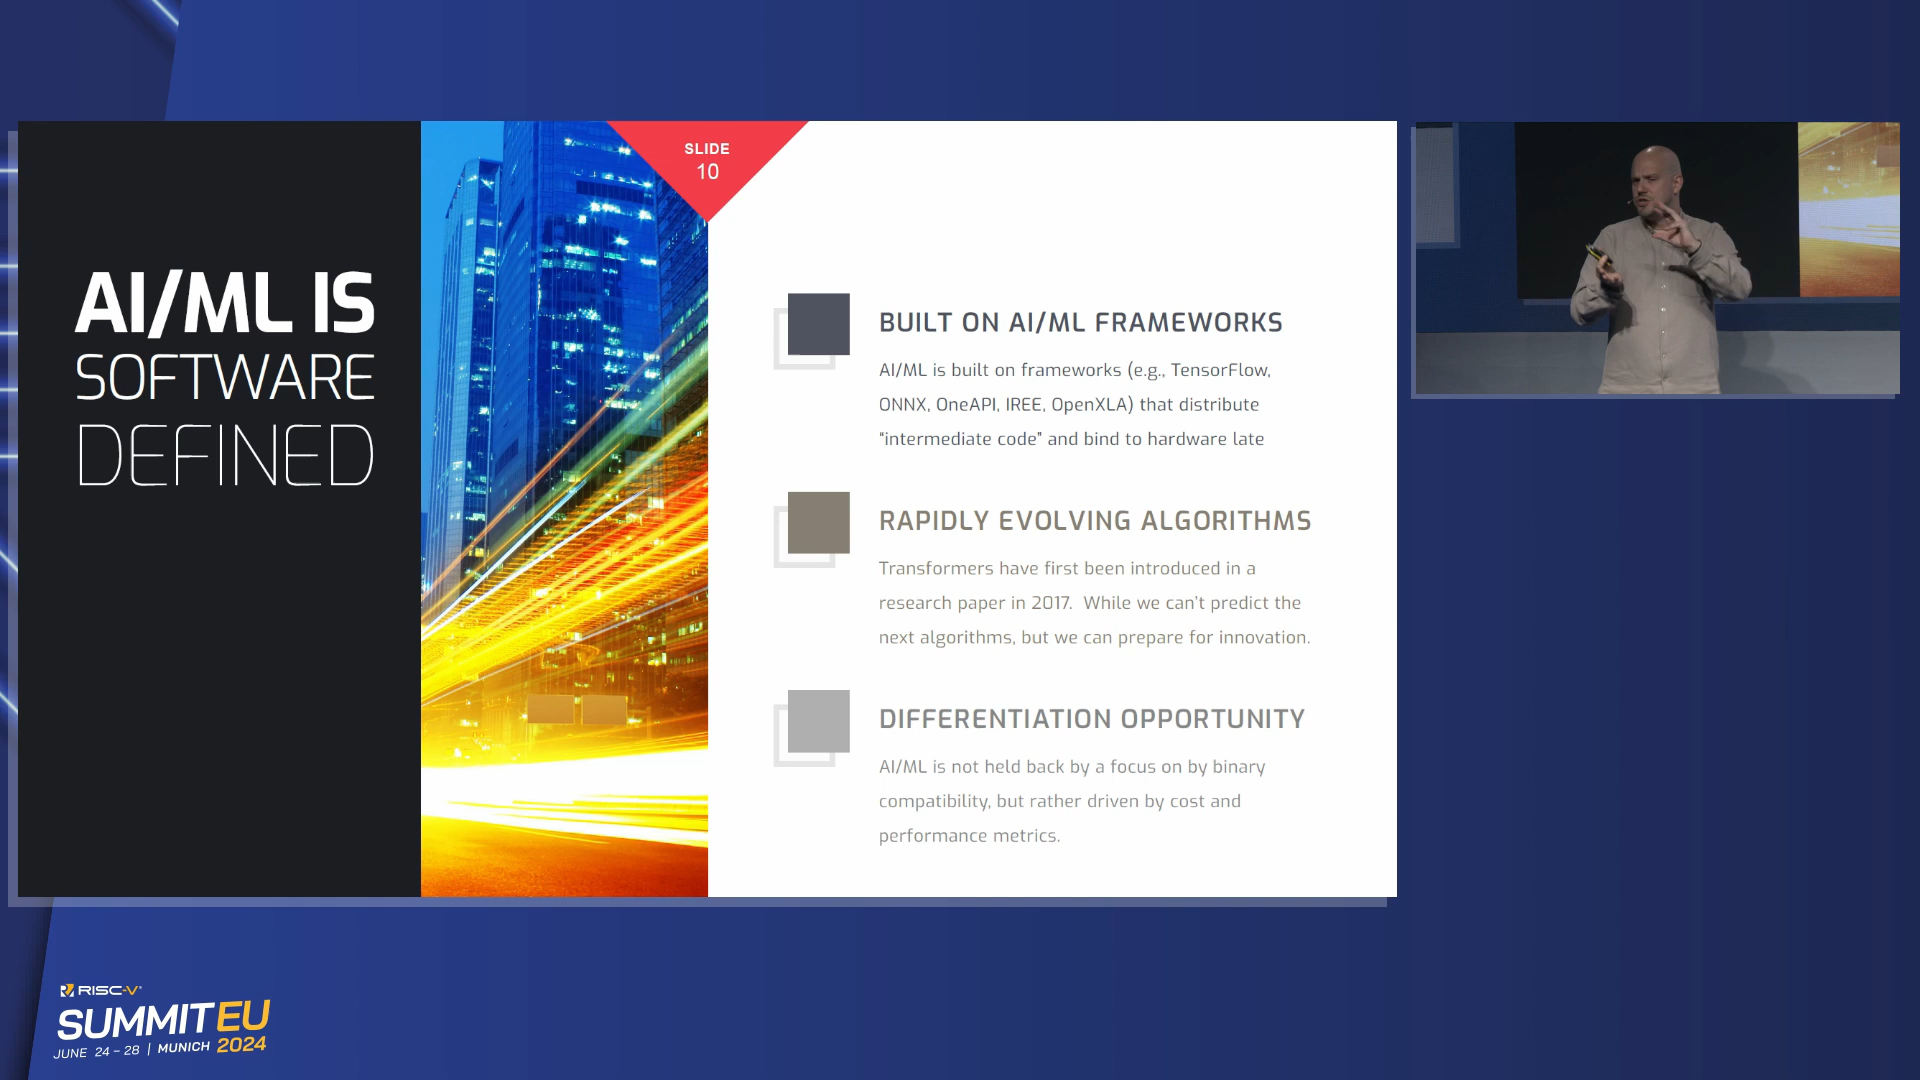 SLIDE
10
AI/ML IS
SOFTWARE
DEFINED
BUILT ON AI/ML FRAMEWORKS
AI/ML is built on frameworks (e.g., TensorFlow,
ONNX, OneAPI, IREE, OpenXLA) that distribute
"intermediate code" and bind to hardware late
RAPIDLY EVOLVING ALGORITHMS
Transformers have first been introduced in a
research paper in 2017. While we can't predict the
next algorithms, but we can prepare for innovation.
DIFFERENTIATION OPPORTUNITY
AI/ML is not held back by a focus on by binary
compatibility, but rather driven by cost and
performance metrics.
RISC-V®
SUMMIT EU
JUNE 24 – 28 | MUNICH 2024